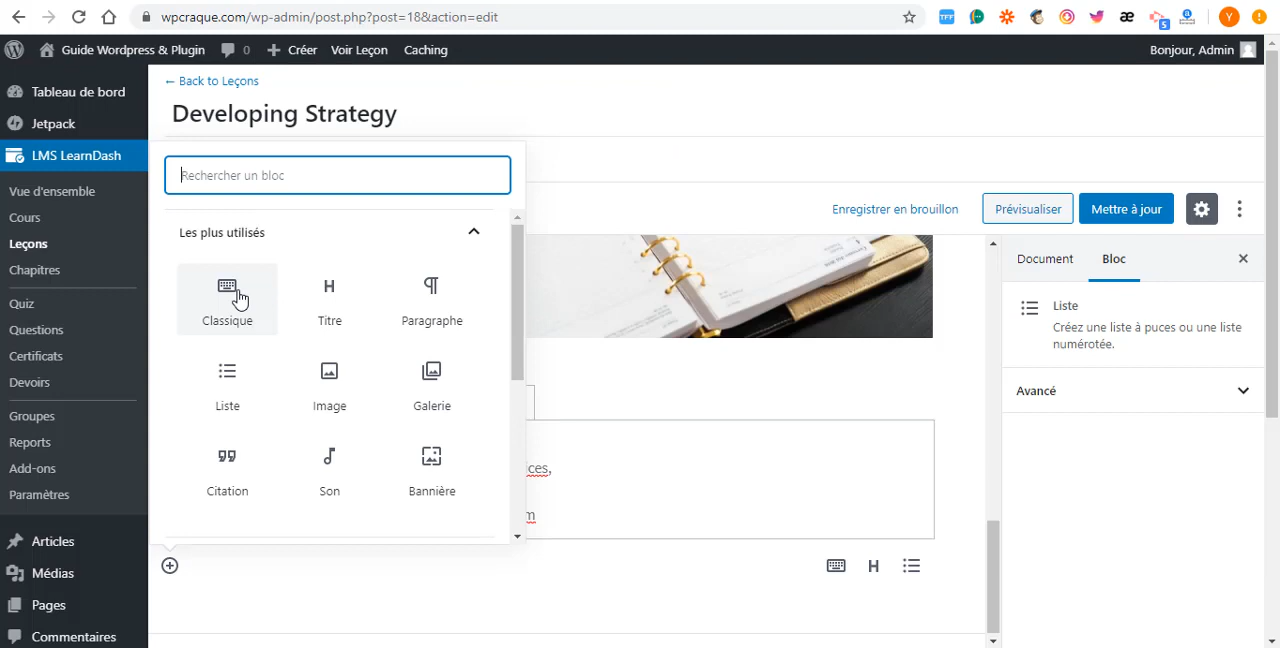 wpcraque.com/wp-admin/post.php?post=18&action=edit
TFF
æ
5
Y
Guide Wordpress & Plugin
0
Créer
Voir Leçon
Caching
Bonjour, Admin
Tableau de bord
Jetpack
LMS LearnDash
Vue d'ensemble
Cours
Leçons
Chapitres
Quiz
Questions
Certificats
Devoirs
Groupes
Reports
Add-ons
Paramètres
Articles
Médias
Pages
Commentaires
← Back to Leçons
Developing Strategy
Rechercher un bloc
Les plus utilisés
Classique
Titre
Paragraphe
Liste
Image
Galerie
Citation
Son
Bannière
Enregistrer en brouillon
Prévisualiser
Mettre à jour
ices,
m
H
Document
Bloc
Liste
Créez une liste à puces ou une liste
numérotée.
Avancé